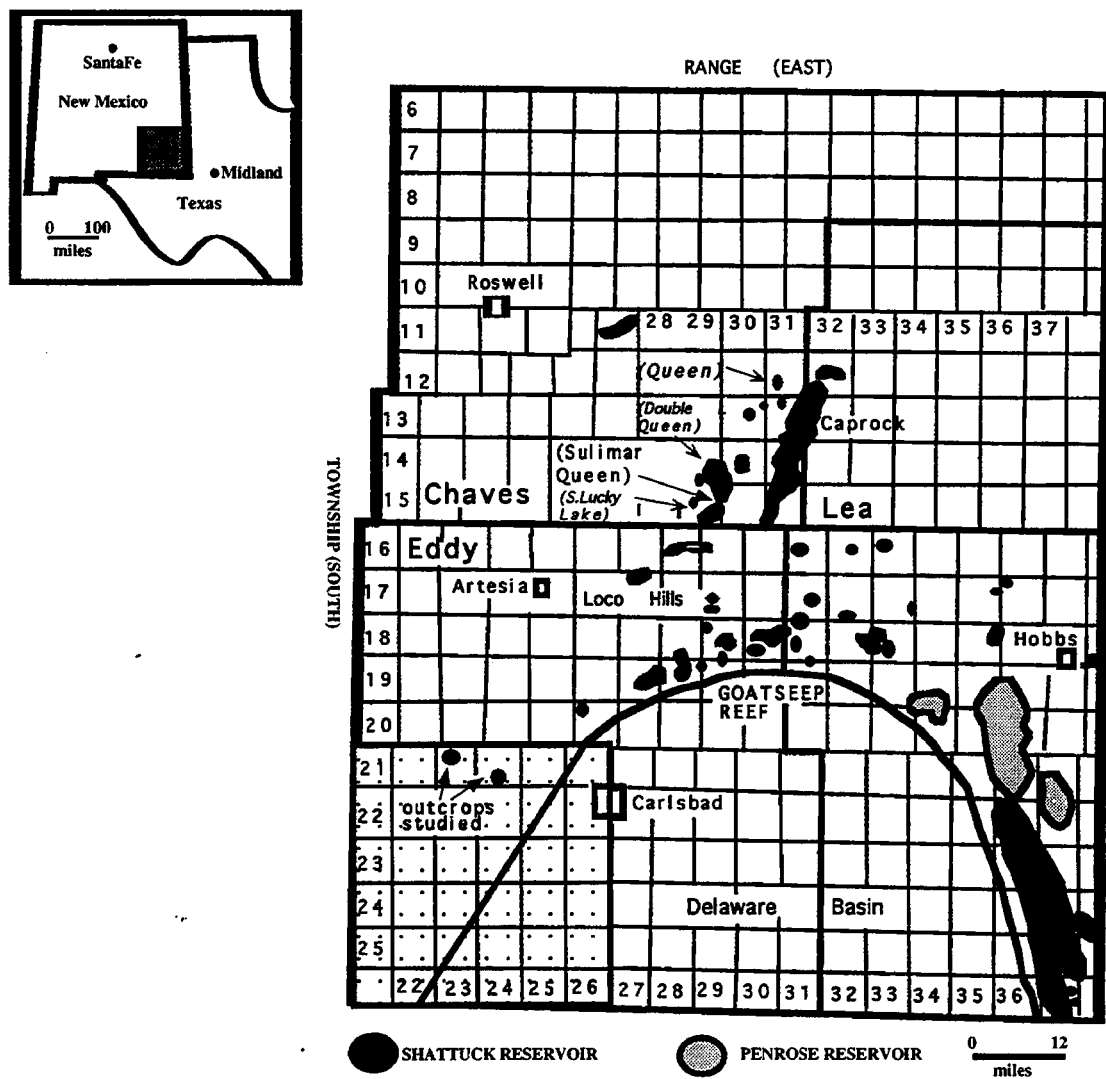 SantaFe
New Mexico
Midland
Texas
0 100
miles
RANGE (EAST)
6
7
8
9
10
Roswell
11
28 29 30 31 32 33 34 35 36 37
12
(Queen)
13
(Double
Queen)
Caprock
14
(Sulimar
Queen)
15
Chaves
(S.Lucky
Lake)
Lea
TOWNSHIP (SOUTH)
16
Eddy
17
Artesia
Loco Hills
18
Hobbs
19
GOATSEEP
REEF
20
21
outcrops
studied
22
Carlsbad
23
24
Delaware Basin
25
22 23 24 25 26 27 28 29 30 31 32 33 34 35 36
SHATTUCK RESERVOIR
PENROSE RESERVOIR
0 12
miles